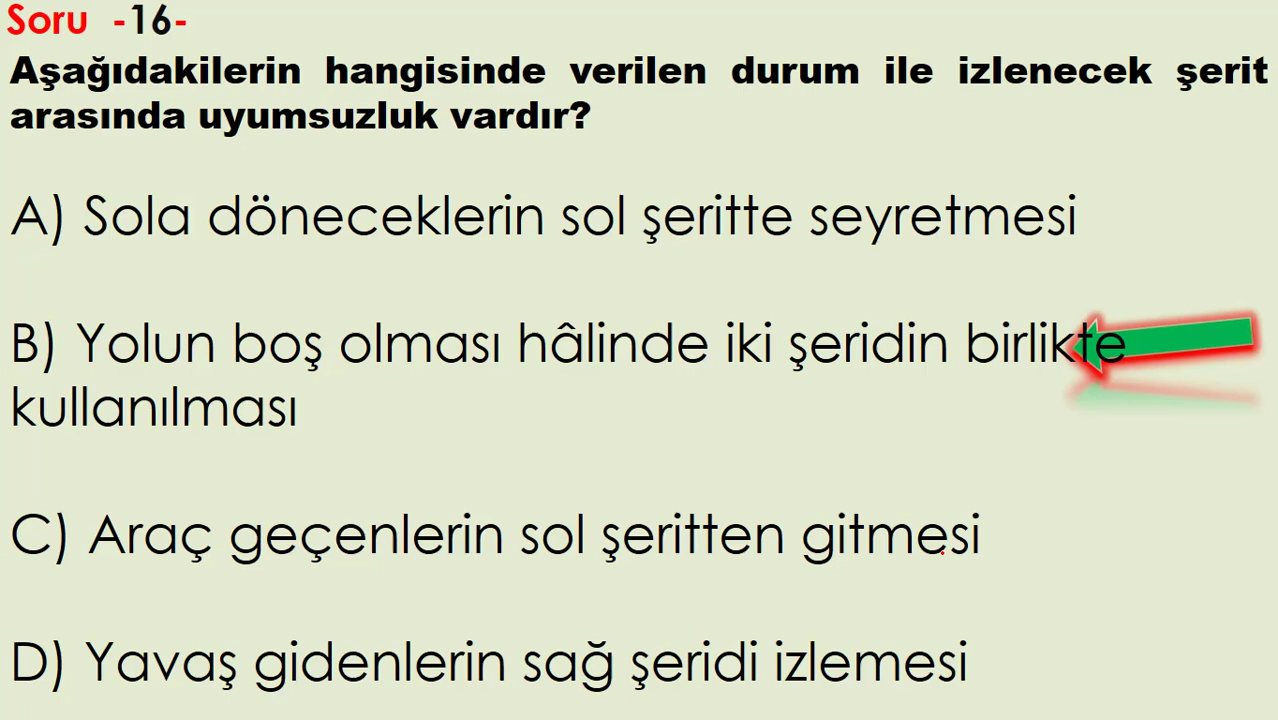 Soru -16-
Aşağıdakilerin hangisinde verilen durum ile izlenecek şerit
arasında uyumsuzluk vardır?
A) Sola döneceklerin sol şeritte seyretmesi
B) Yolun boş olması hâlinde iki şeridin birlikte
kullanılması
C) Araç geçenlerin sol şeritten gitmesi
D) Yavaş gidenlerin sağ şeridi izlemesi